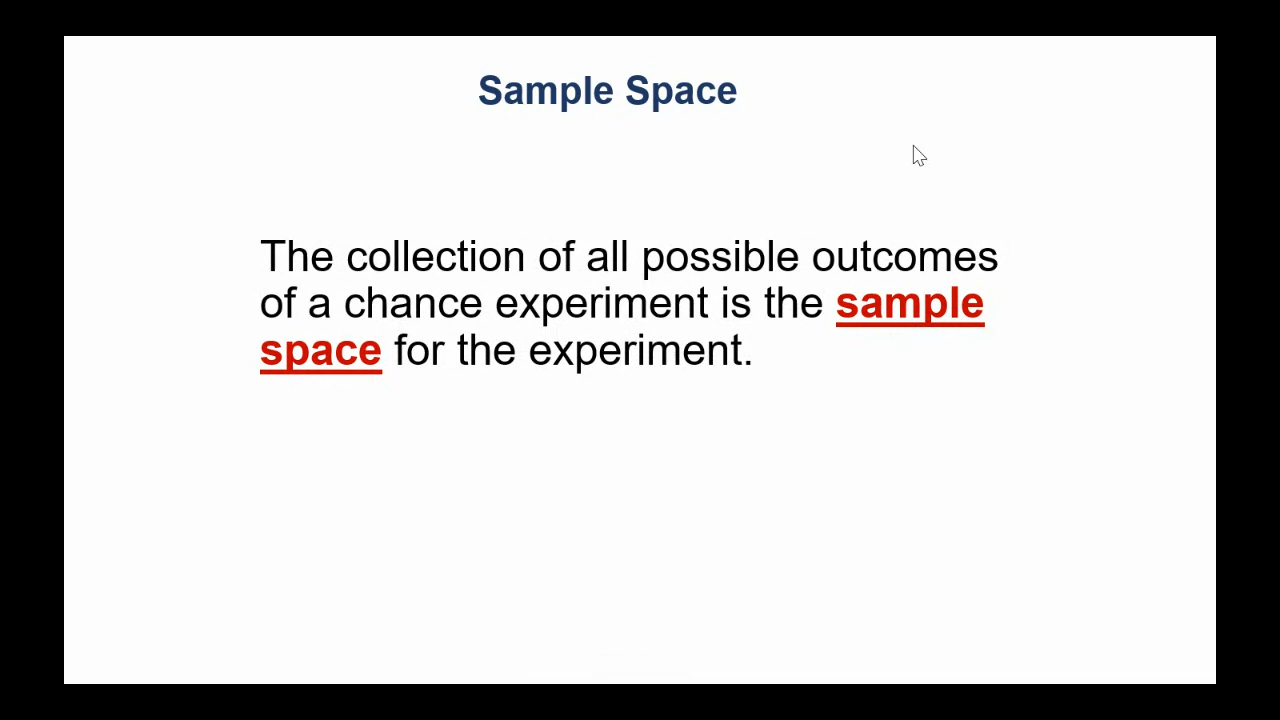 Sample Space
The collection of all possible outcomes
of a chance experiment is the sample
space for the experiment.